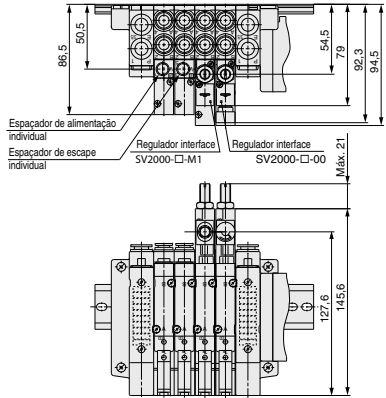 86,5
50,5
54,5
79
92,3
94,5
Espaçador de alimentação
individual
Espaçador de escape
individual
Regulador interface
SV2000-□-M1
Regulador interface
SV2000-□-00
Máx. 21
127,6
145,6